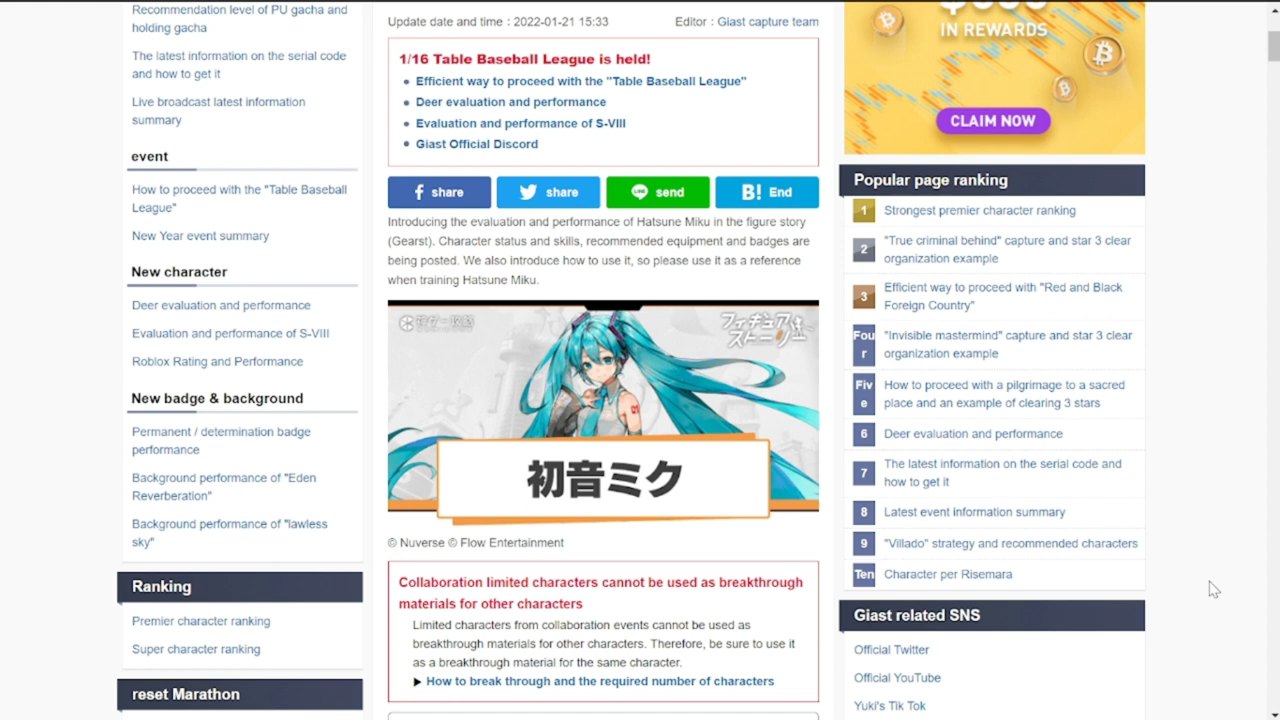 Recommendation level of PU gacha and
holding gacha
The latest information on the serial code
and how to get it
Live broadcast latest information
summary
event
How to proceed with the "Table Baseball
League"
New Year event summary
New character
Deer evaluation and performance
Evaluation and performance of S-VIII
Roblox Rating and Performance
New badge & background
Permanent / determination badge
performance
Background performance of "Eden
Reverberation"
Background performance of "lawless
sky"
Ranking
Premier character ranking
Super character ranking
reset Marathon
Update date and time : 2022-01-21 15:33
Editor : Giast capture team
1/16 Table Baseball League is held!
Efficient way to proceed with the "Table Baseball League"
Deer evaluation and performance
Evaluation and performance of S-VIII
Giast Official Discord
share
share
send
B! End
Introducing the evaluation and performance of Hatsune Miku in the figure story
(Gearst). Character status and skills, recommended equipment and badges are
being posted. We also introduce how to use it, so please use it as a reference
when training Hatsune Miku.
神ゲー攻略
フィギュア
ストーリー
初音ミク
© Nuverse © Flow Entertainment
Collaboration limited characters cannot be used as breakthrough
materials for other characters
Limited characters from collaboration events cannot be used as
breakthrough materials for other characters. Therefore, be sure to use it
as a breakthrough material for the same character.
▶ How to break through and the required number of characters
IN REWARDS
CLAIM NOW
Popular page ranking
1 Strongest premier character ranking
2 "True criminal behind" capture and star 3 clear
organization example
3 Efficient way to proceed with "Red and Black
Foreign Country"
Fou
r
"Invisible mastermind" capture and star 3 clear
organization example
Fiv
e
How to proceed with a pilgrimage to a sacred
place and an example of clearing 3 stars
6 Deer evaluation and performance
7 The latest information on the serial code and
how to get it
8 Latest event information summary
9 "Villado" strategy and recommended characters
Ten Character per Risemara
Giast related SNS
Official Twitter
Official YouTube
Yuki's Tik Tok